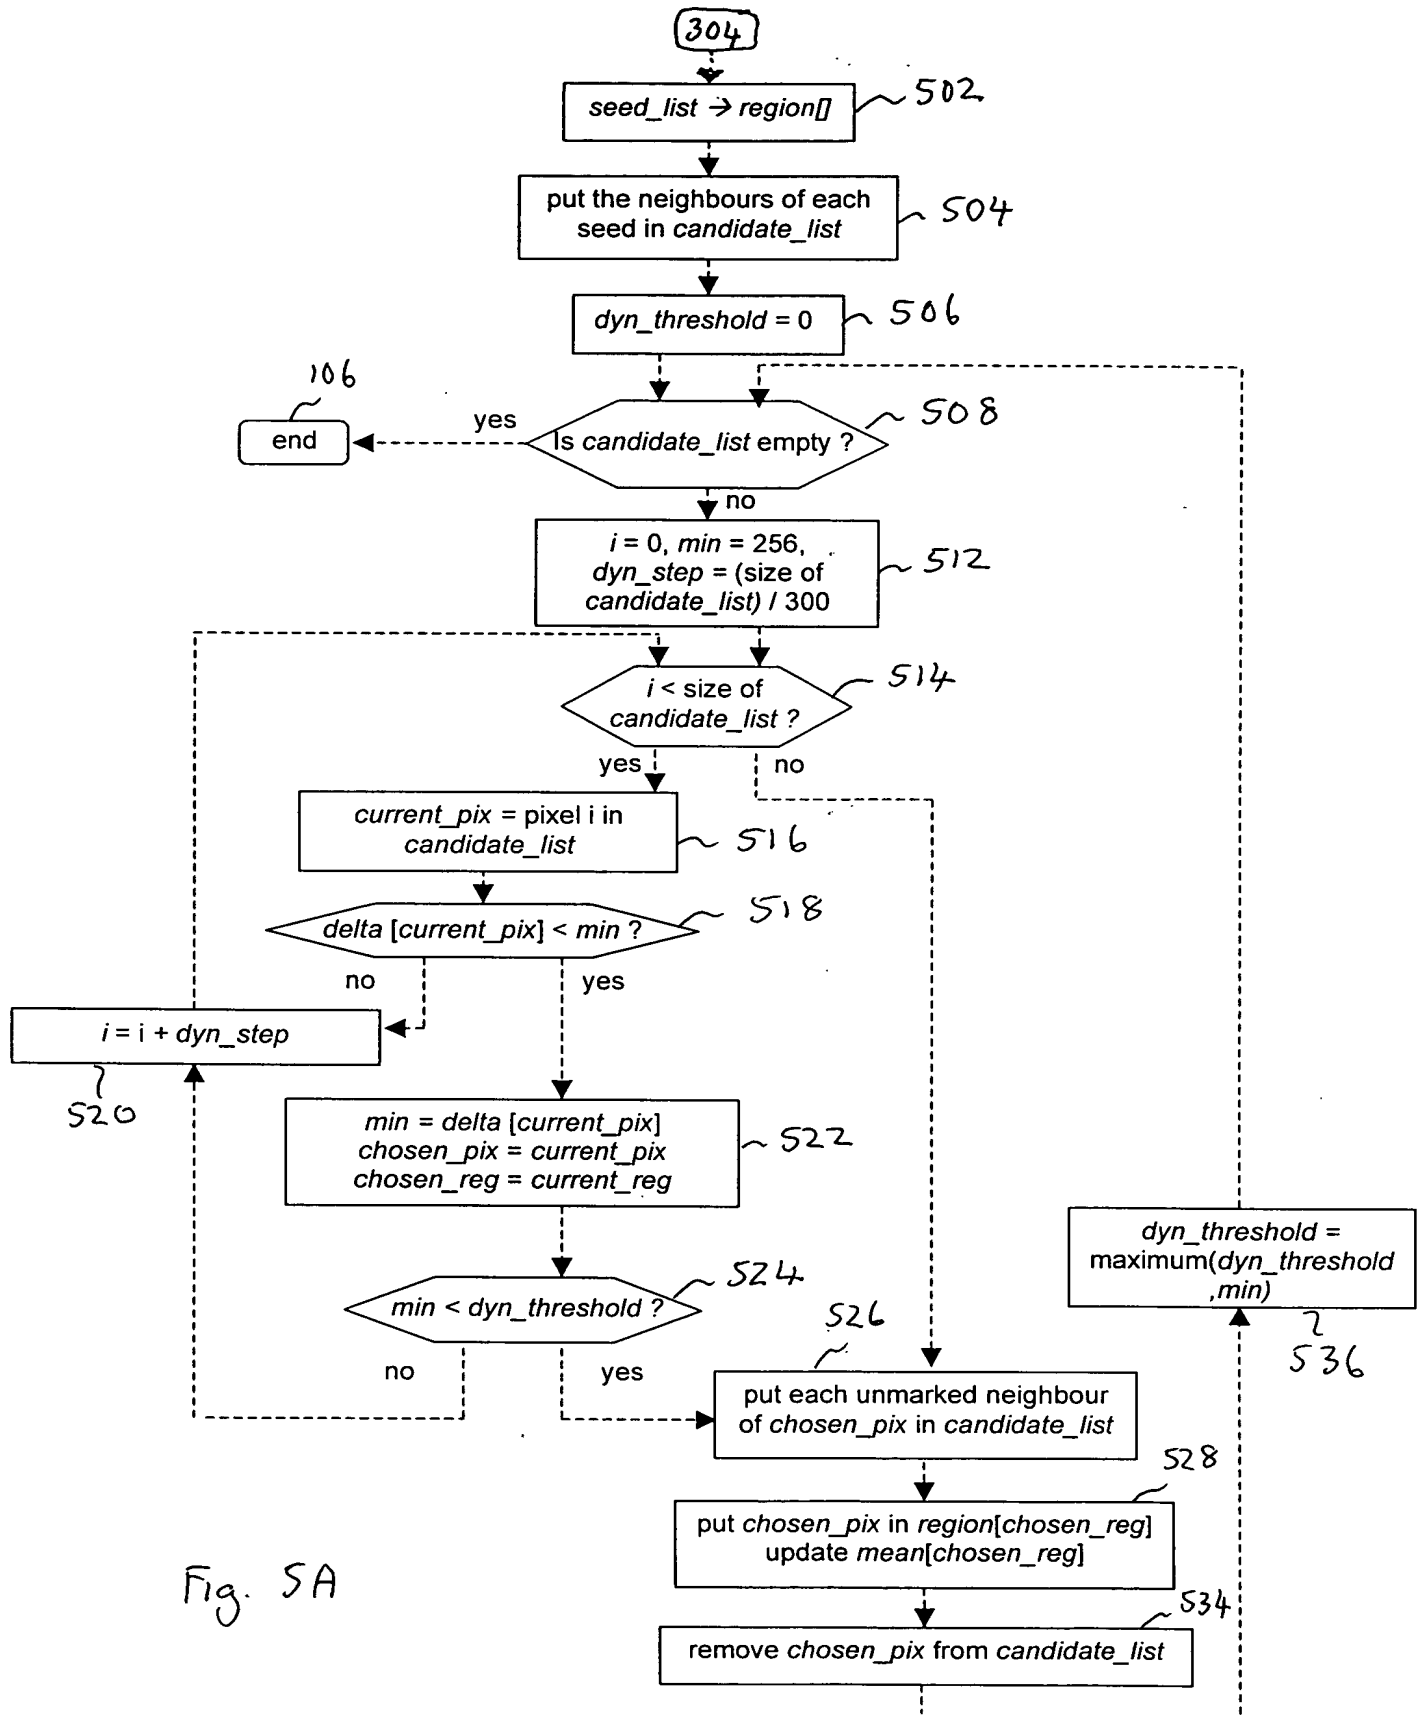 304
seed_list → region[]
502
put the neighbours of each
seed in candidate_list
504
dyn_threshold = 0
506
106
end
yes
Is candidate_list empty ?
508
no
i = 0, min = 256,
dyn_step = (size of
candidate_list) / 300
512
i < size of
candidate_list ?
514
yes
no
current_pix = pixel i in
candidate_list
516
delta [current_pix] < min ?
518
no
yes
i = i + dyn_step
520
min = delta [current_pix]
chosen_pix = current_pix
chosen_reg = current_reg
522
min < dyn_threshold ?
524
no
yes
dyn_threshold =
maximum(dyn_threshold
,min)
536
526
put each unmarked neighbour
of chosen_pix in candidate_list
528
put chosen_pix in region[chosen_reg]
update mean[chosen_reg]
534
remove chosen_pix from candidate_list
Fig. 5A